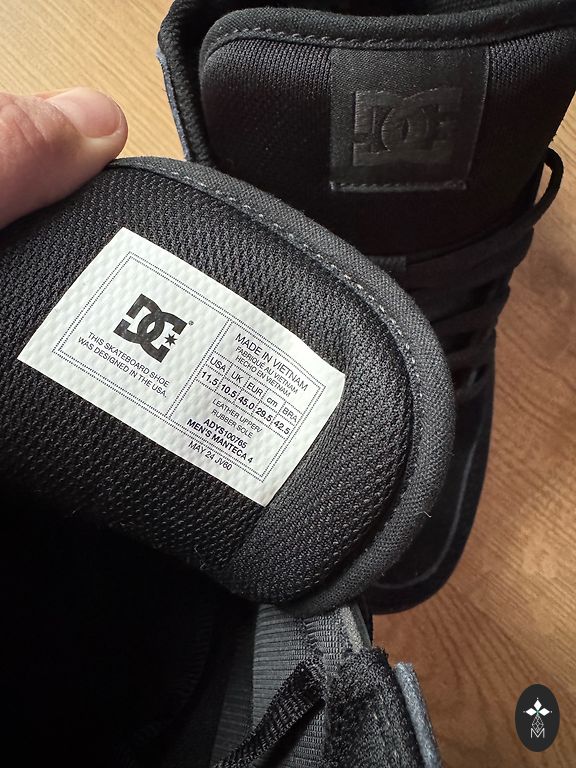 DC®
THIS SKATEBOARD SHOE
WAS DESIGNED IN THE USA.
MADE IN VIETNAM
FABRIQUÉ AU VIETNAM
HECHO EN VIETNAM
USA UK EUR cm BRA
11.5 10.5 45.0 29.5 42.5
LEATHER UPPER/
RUBBER SOLE
ADYS100765
MEN'S MANTECA 4
MAY 24 JV60
DC
M